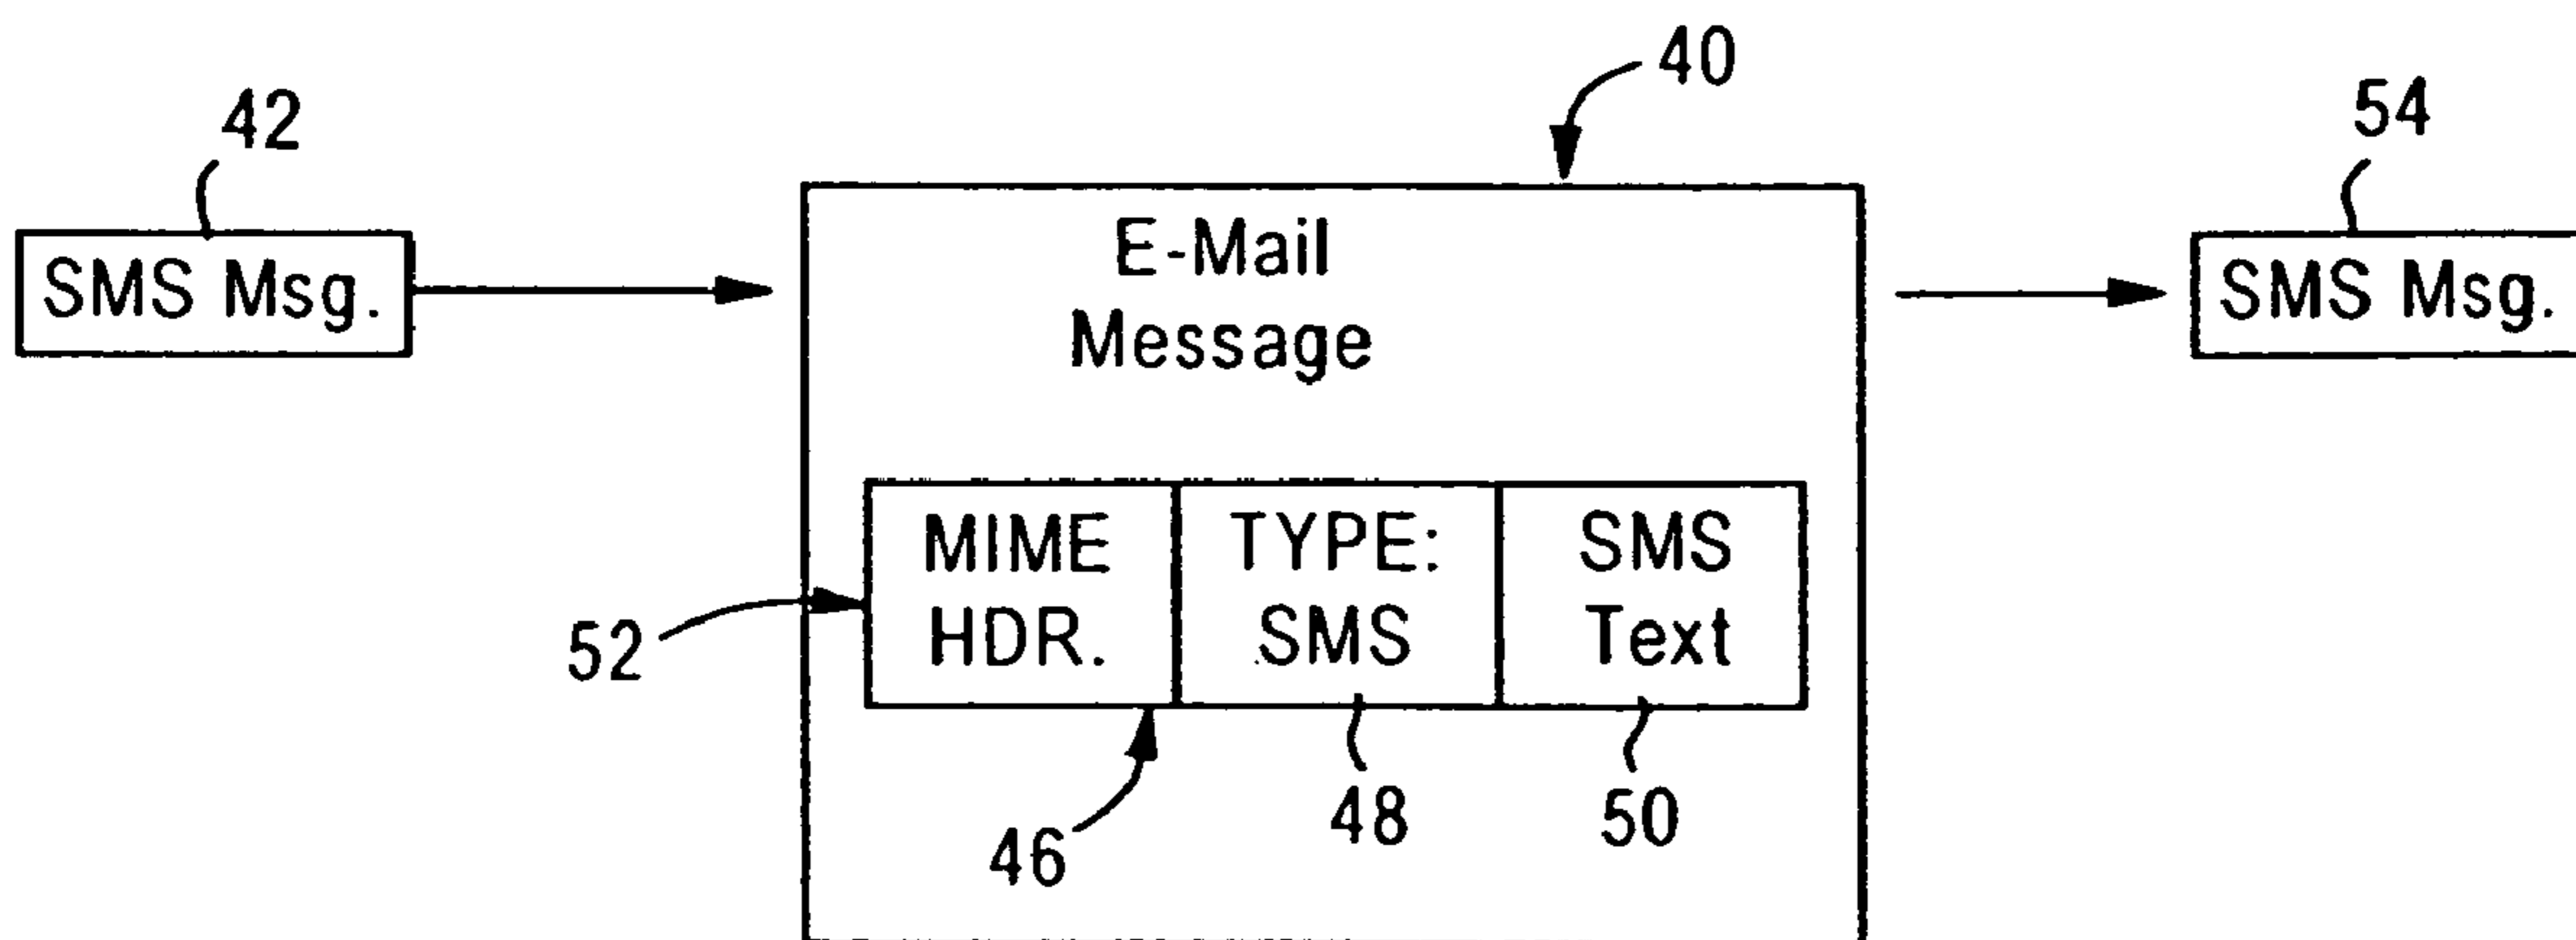 40
42
54
SMS Msg.
E-Mail
Message
SMS Msg.
MIME
HDR.
TYPE:
SMS
SMS
Text
52
46
48
50